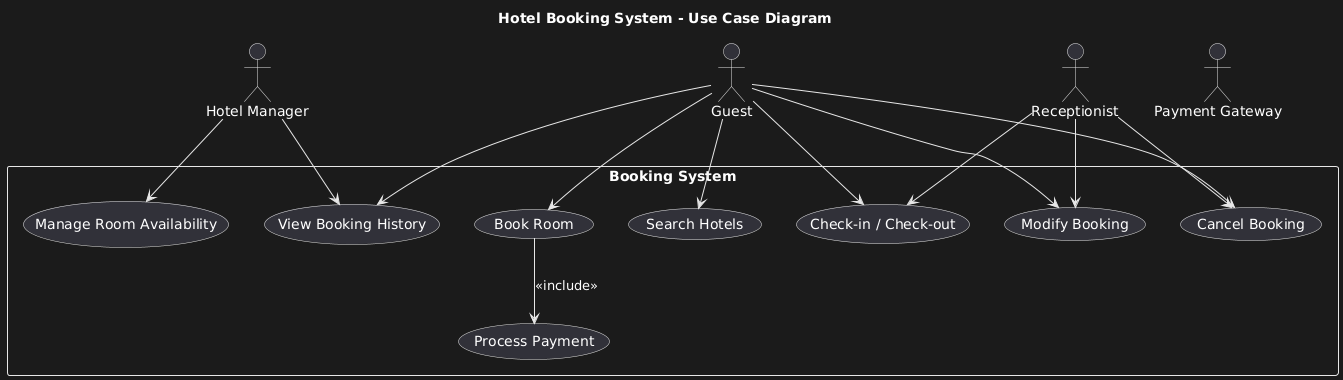 Hotel Booking System - Use Case Diagram
Hotel Manager
Guest
Receptionist
Payment Gateway
Booking System
Manage Room Availability
View Booking History
Book Room
Search Hotels
Check-in / Check-out
Modify Booking
Cancel Booking
«include»
Process Payment